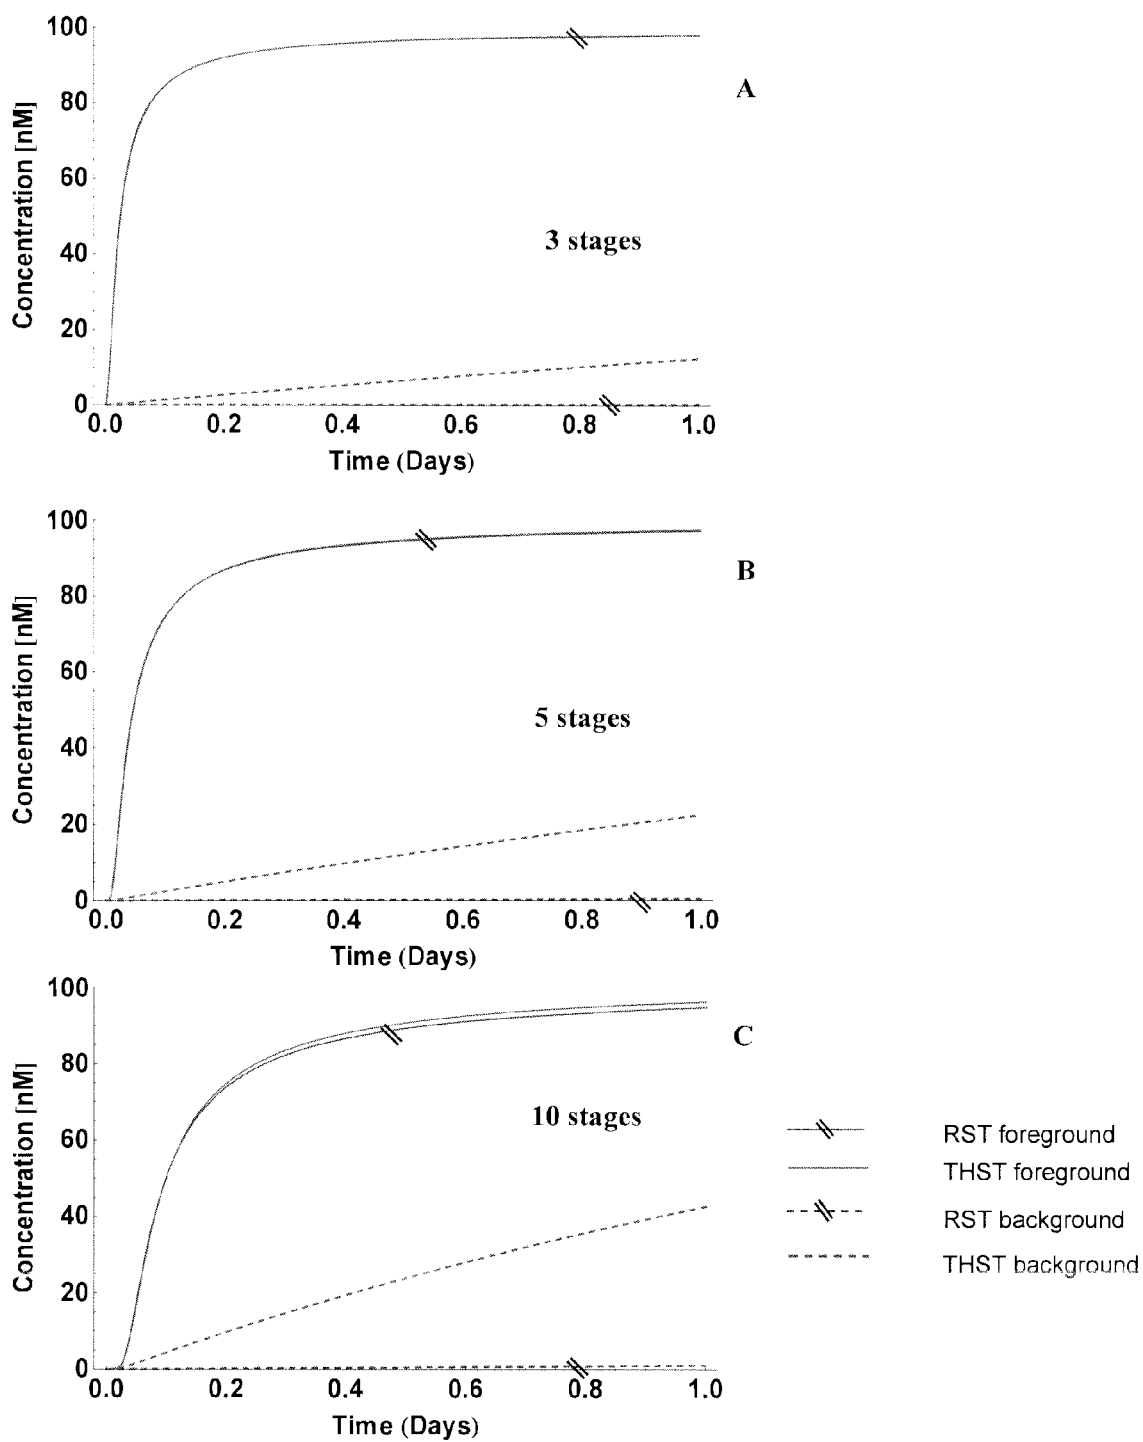 100
80
60
40
20
0
Concentration [nM]
A
3 stages
0.0 0.2 0.4 0.6 0.8 1.0
Time (Days)
100
80
60
40
20
0
Concentration [nM]
B
5 stages
0.0 0.2 0.4 0.6 0.8 1.0
Time (Days)
100
80
60
40
20
0
Concentration [nM]
C
10 stages
0.0 0.2 0.4 0.6 0.8 1.0
Time (Days)
RST foreground
THST foreground
RST background
THST background